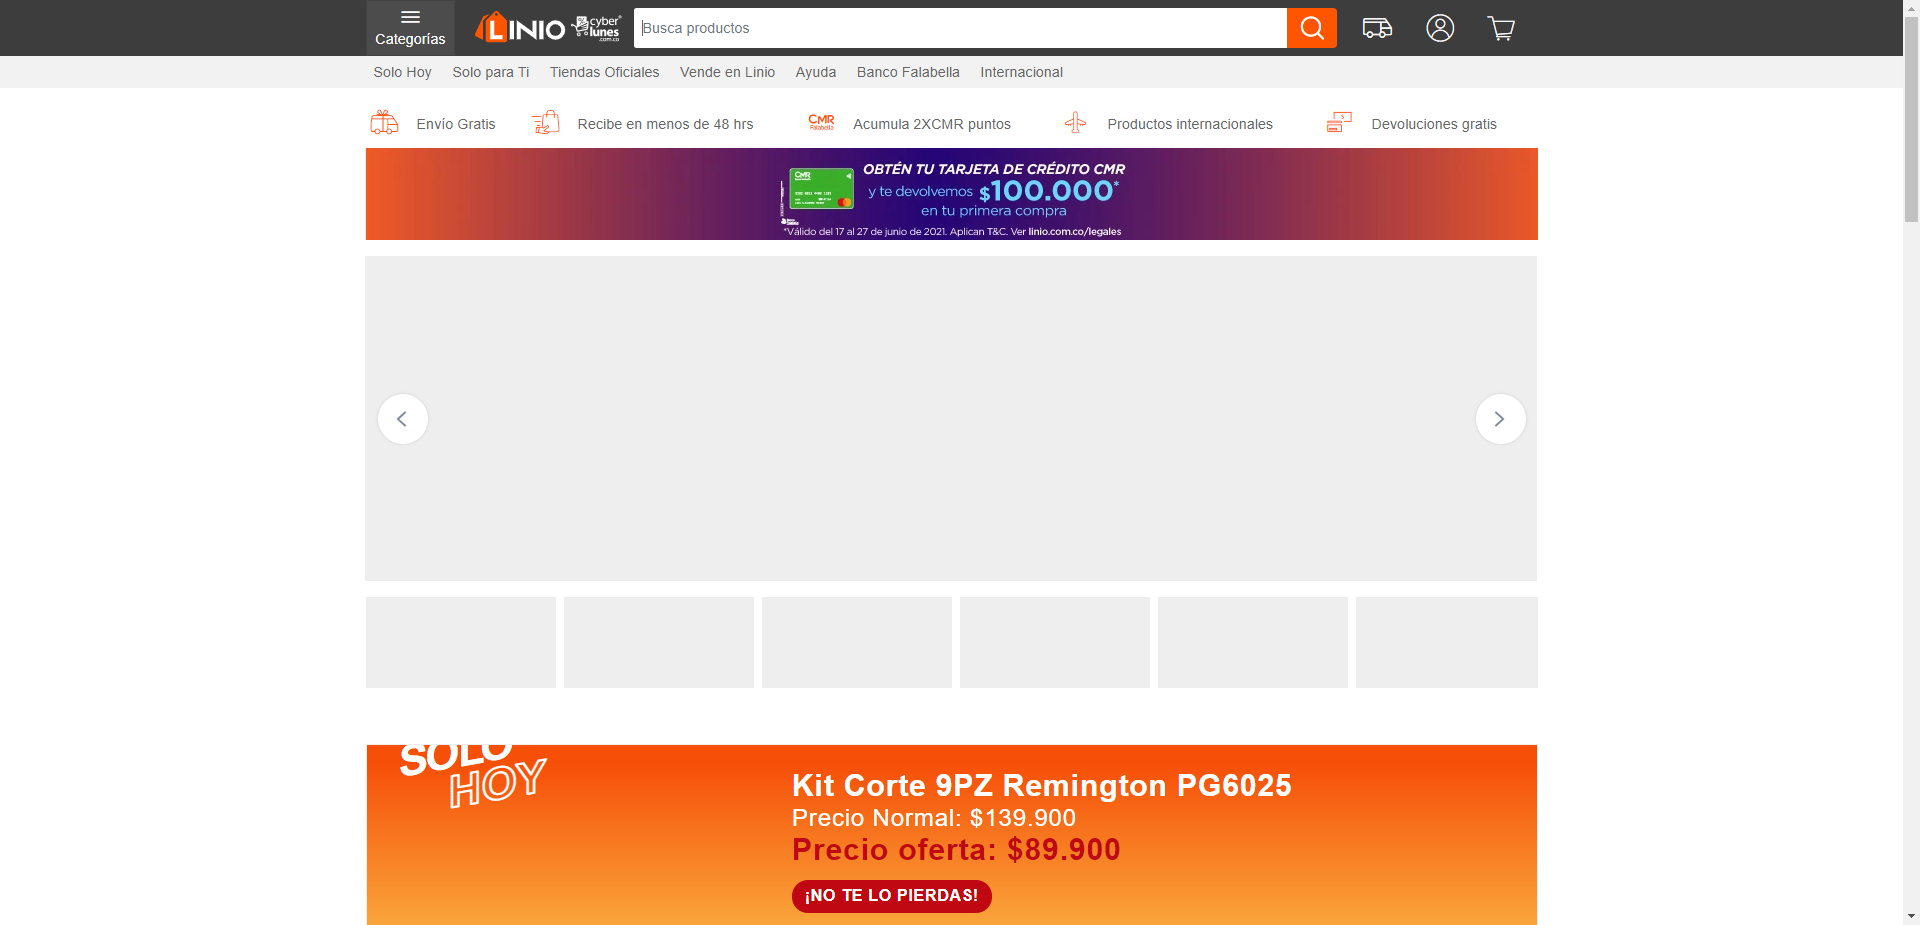 Categorías
LINIO
cyber
lunes
.com.co
Busca productos
Solo Hoy
Solo para Ti
Tiendas Oficiales
Vende en Linio
Ayuda
Banco Falabella
Internacional
Envío Gratis
Recibe en menos de 48 hrs
CMR
Falabella
Acumula 2XCMR puntos
Productos internacionales
Devoluciones gratis
CMR
OBTÉN TU TARJETA DE CRÉDITO CMR
y te devolvemos $100.000*
en tu primera compra
*Válido del 17 al 27 de junio de 2021. Aplican T&C. Ver linio.com.co/legales
SOLO
HOY
Kit Corte 9PZ Remington PG6025
Precio Normal: $139.900
Precio oferta: $89.900
¡NO TE LO PIERDAS!